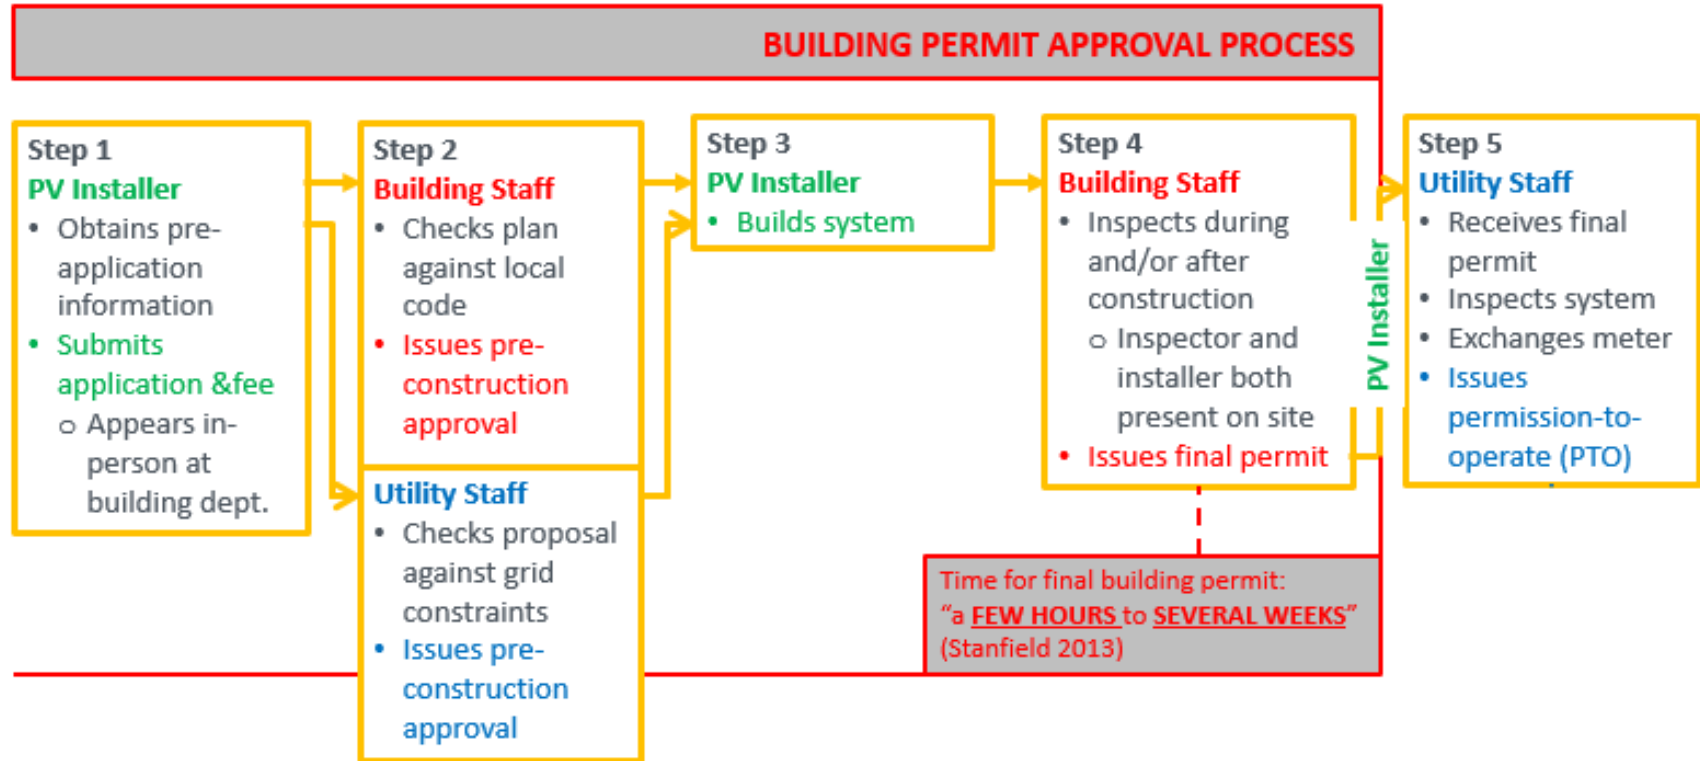 BUILDING PERMIT APPROVAL PROCESS
Step 1
PV Installer
• Obtains pre-
application
information
• Submits
application &fee
o Appears in-
person at
building dept.
Step 2
Building Staff
• Checks plan
against local
code
• Issues pre-
construction
approval
Utility Staff
• Checks proposal
against grid
constraints
• Issues pre-
construction
approval
Step 3
PV Installer
• Builds system
Step 4
Building Staff
• Inspects during
and/or after
construction
o Inspector and
installer both
present on site
• Issues final permit
PV Installer
Step 5
Utility Staff
• Receives final
permit
• Inspects system
• Exchanges meter
• Issues
permission-to-
operate (PTO)
Time for final building permit:
“a FEW HOURS to SEVERAL WEEKS”
(Stanfield 2013)